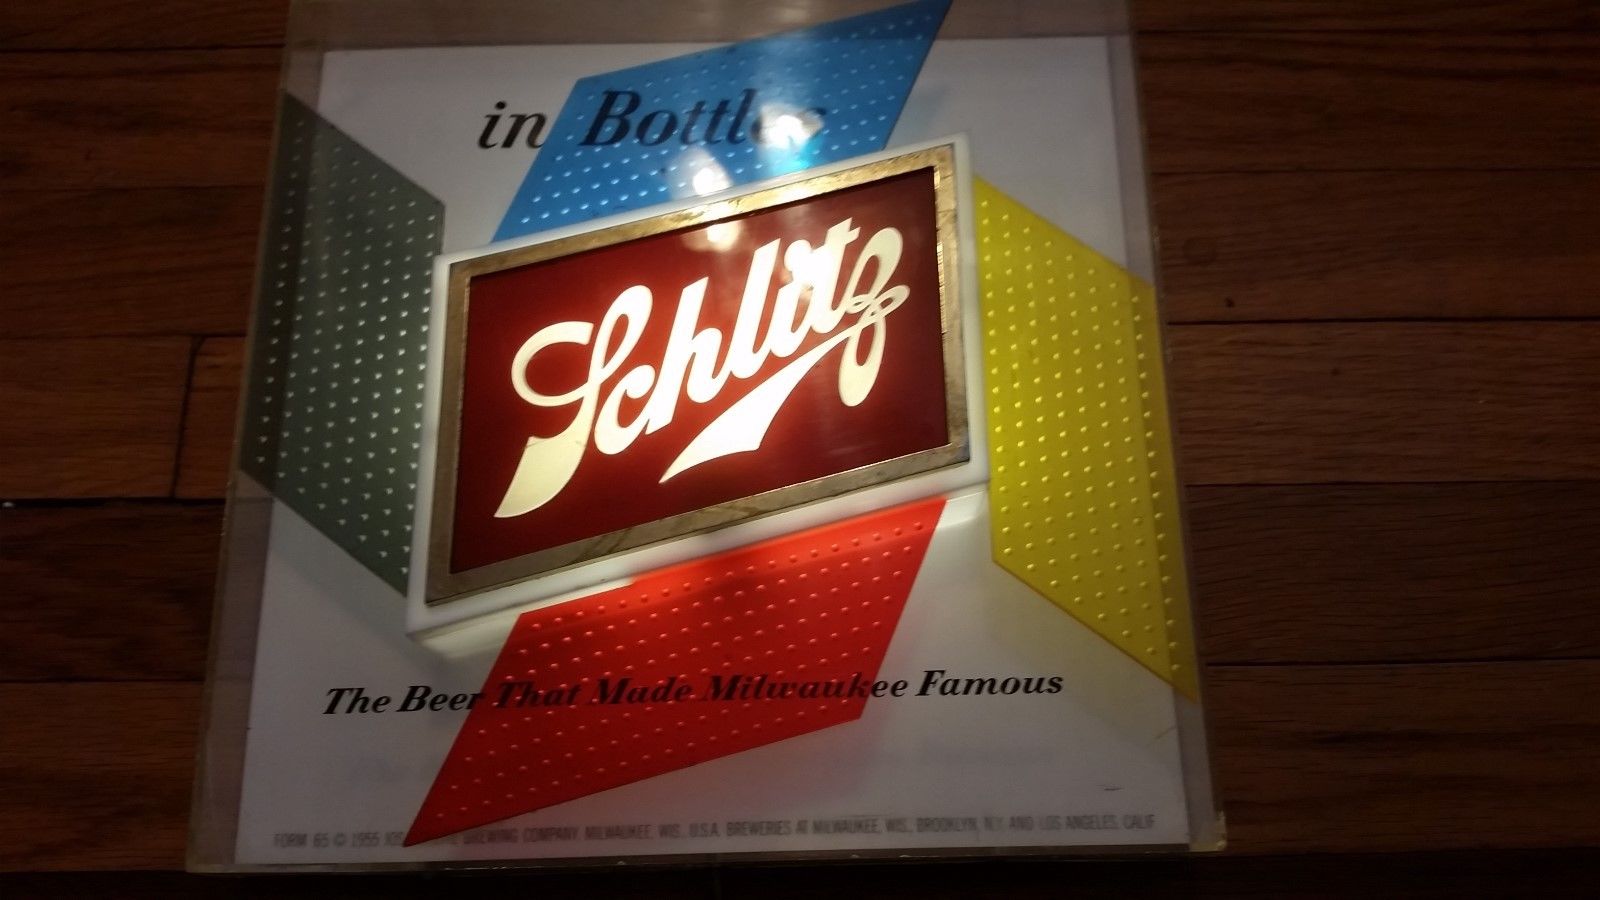 in Bottles
Schlitz
The Beer That Made Milwaukee Famous
FORM 65 © 1955 JOS. BREWING COMPANY, MILWAUKEE, WIS., U.S.A. BREWERIES AT MILWAUKEE, WIS., BROOKLYN, N.Y. AND LOS ANGELES, CALIF